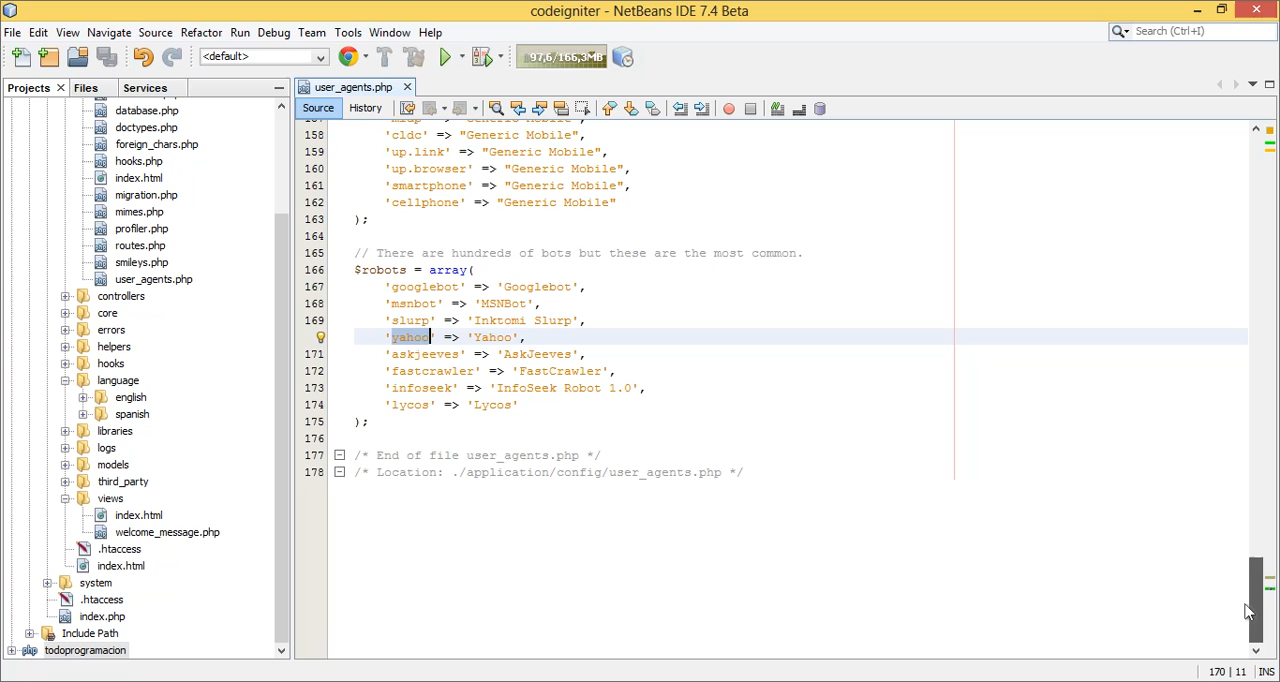 codeigniter - NetBeans IDE 7.4 Beta
File Edit View Navigate Source Refactor Run Debug Team Tools Window Help
Search (Ctrl+I)
<default>
97,6/166,3MB
Projects
Files
Services
user_agents.php
Source
History
database.php
doctypes.php
foreign_chars.php
hooks.php
index.html
migration.php
mimes.php
profiler.php
routes.php
smileys.php
user_agents.php
controllers
core
errors
helpers
hooks
language
english
spanish
libraries
logs
models
third_party
views
index.html
welcome_message.php
.htaccess
index.html
system
.htaccess
index.php
Include Path
todoprogramacion
158 'cldc' => "Generic Mobile",
159 'up.link' => "Generic Mobile",
160 'up.browser' => "Generic Mobile",
161 'smartphone' => "Generic Mobile",
162 'cellphone' => "Generic Mobile"
163 );
164
165 // There are hundreds of bots but these are the most common.
166 $robots = array(
167 'googlebot' => 'Googlebot',
168 'msnbot' => 'MSNBot',
169 'slurp' => 'Inktomi Slurp',
'yahoo' => 'Yahoo',
171 'askjeeves' => 'AskJeeves',
172 'fastcrawler' => 'FastCrawler',
173 'infoseek' => 'InfoSeek Robot 1.0',
174 'lycos' => 'Lycos'
175 );
176
177 /* End of file user_agents.php */
178 /* Location: ./application/config/user_agents.php */
170 | 11 INS